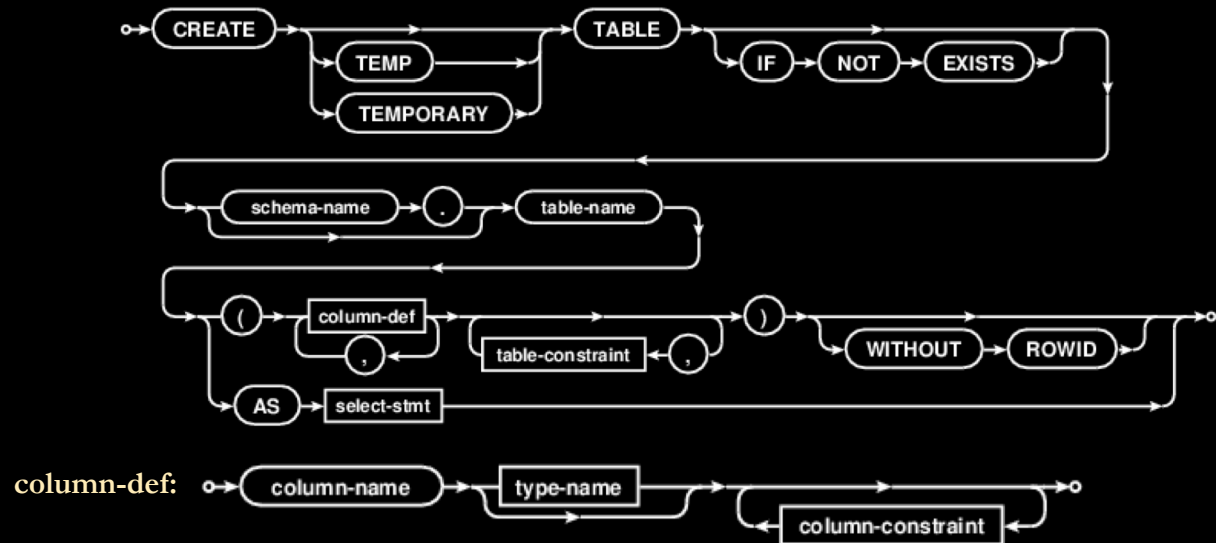 CREATE TABLE
TEMP IF NOT EXISTS
TEMPORARY
schema-name . table-name
( column-def )
, table-constraint , WITHOUT ROWID
AS select-stmt
column-def: column-name type-name
column-constraint